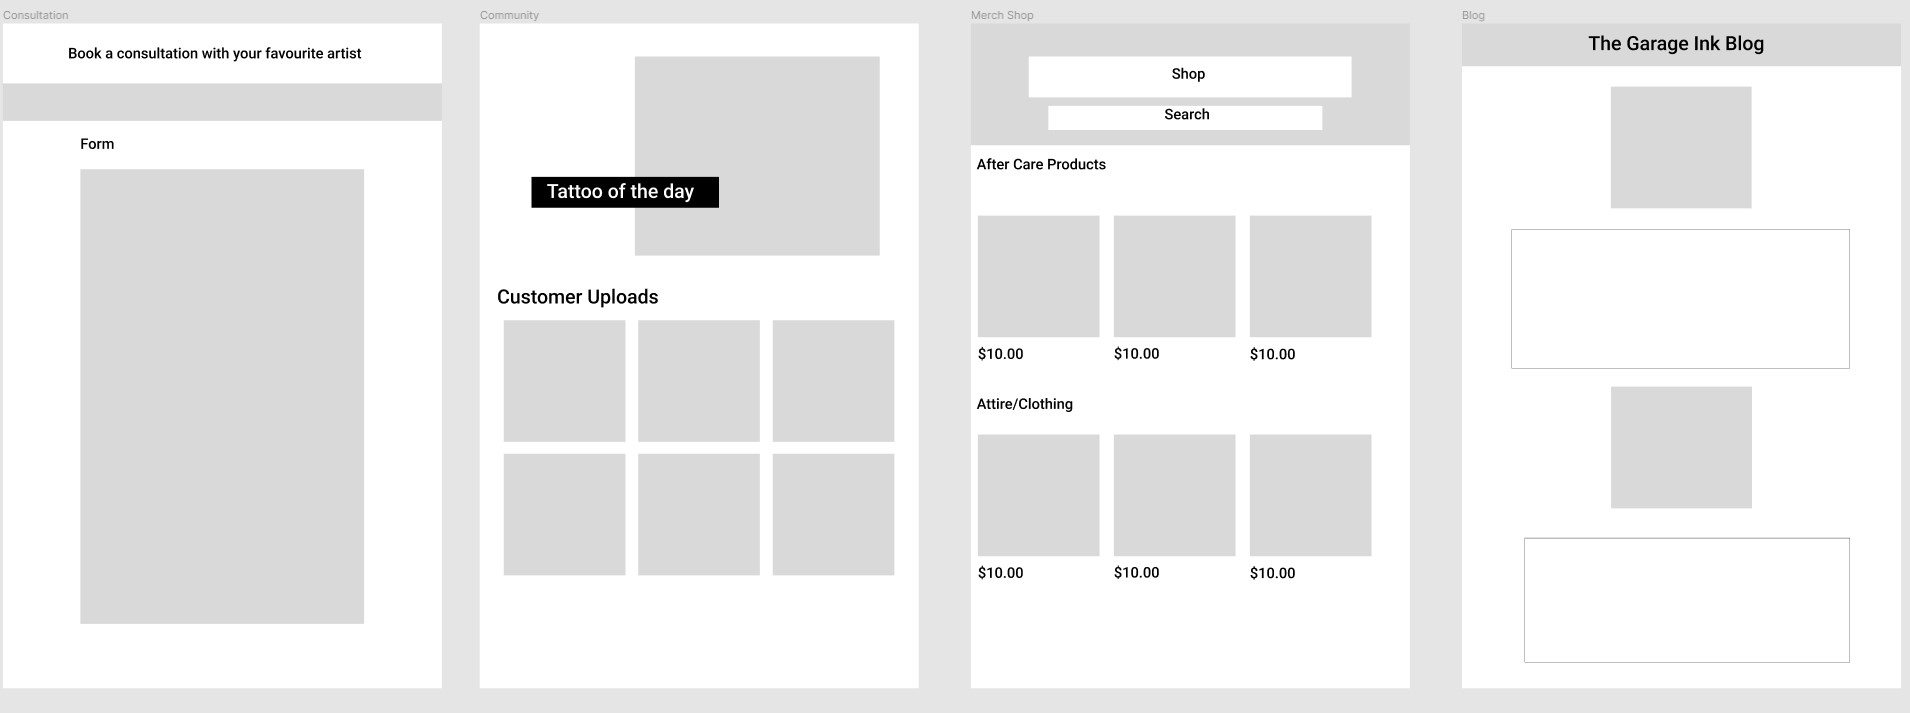 Consultation
Book a consultation with your favourite artist
Form
Community
Tattoo of the day
Customer Uploads
Merch Shop
Shop
Search
After Care Products
$10.00 $10.00 $10.00
Attire/Clothing
$10.00 $10.00 $10.00
Blog
The Garage Ink Blog